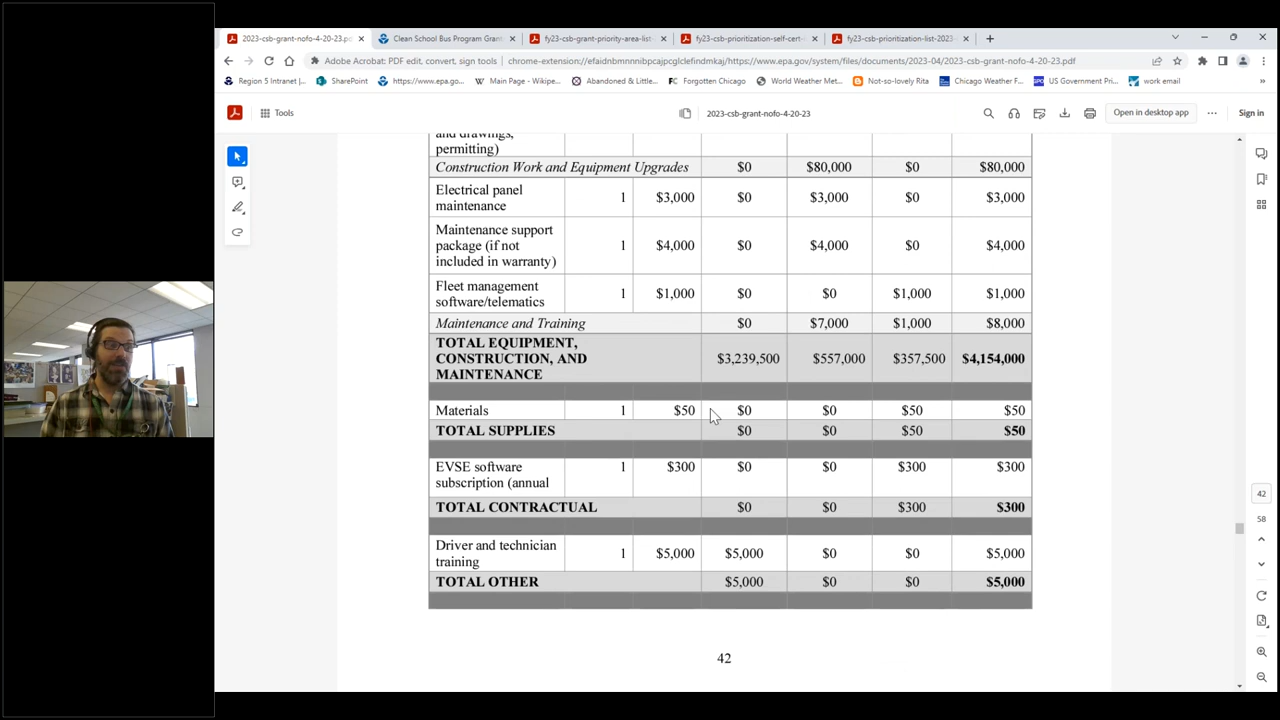 2023-csb-grant-nofo-4-20-23.pd
Clean School Bus Program Grant
fy23-csb-grant-priority-area-list-
fy23-csb-prioritization-self-cert-
fy23-csb-prioritization-list-2023-
Adobe Acrobat: PDF edit, convert, sign tools | chrome-extension://efaidnbmnnnibpcajpcglclefindmkaj/https://www.epa.gov/system/files/documents/2023-04/2023-csb-grant-nofo-4-20-23.pdf
Region 5 Intranet |... SharePoint https://www.epa.go... Main Page - Wikipe... Abandoned & Little... Forgotten Chicago World Weather Met... Not-so-lovely Rita Chicago Weather F... US Government Pri... work email
Tools 2023-csb-grant-nofo-4-20-23 Open in desktop app Sign in
and drawings,
permitting)
Construction Work and Equipment Upgrades $0 $80,000 $0 $80,000
Electrical panel
maintenance 1 $3,000 $0 $3,000 $0 $3,000
Maintenance support
package (if not 1 $4,000 $0 $4,000 $0 $4,000
included in warranty)
Fleet management
software/telematics 1 $1,000 $0 $0 $1,000 $1,000
Maintenance and Training $0 $7,000 $1,000 $8,000
TOTAL EQUIPMENT,
CONSTRUCTION, AND $3,239,500 $557,000 $357,500 $4,154,000
MAINTENANCE
Materials 1 $50 $0 $0 $50 $50
TOTAL SUPPLIES $0 $0 $50 $50
EVSE software 1 $300 $0 $0 $300 $300
subscription (annual
TOTAL CONTRACTUAL $0 $0 $300 $300
Driver and technician
training 1 $5,000 $5,000 $0 $0 $5,000
TOTAL OTHER $5,000 $0 $0 $5,000
42
42
58